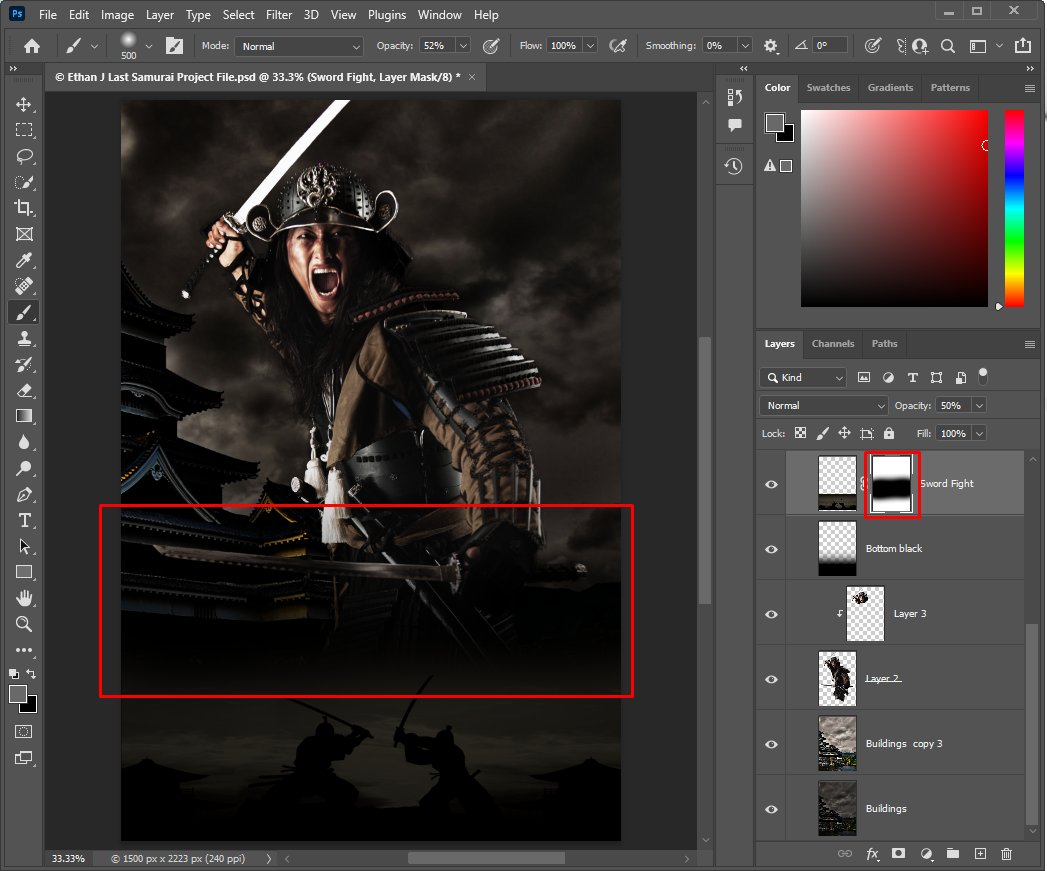 Ps File Edit Image Layer Type Select Filter 3D View Plugins Window Help
500 Mode: Normal Opacity: 52% Flow: 100% Smoothing: 0% 0°
© Ethan J Last Samurai Project File.psd @ 33.3% (Sword Fight, Layer Mask/8) * ×
Color Swatches Gradients Patterns
Layers Channels Paths
Kind
Normal Opacity: 50%
Lock: Fill: 100%
Sword Fight
Bottom black
Layer 3
Layer 2
Buildings copy 3
Buildings
33.33% © 1500 px x 2223 px (240 ppi)
fx